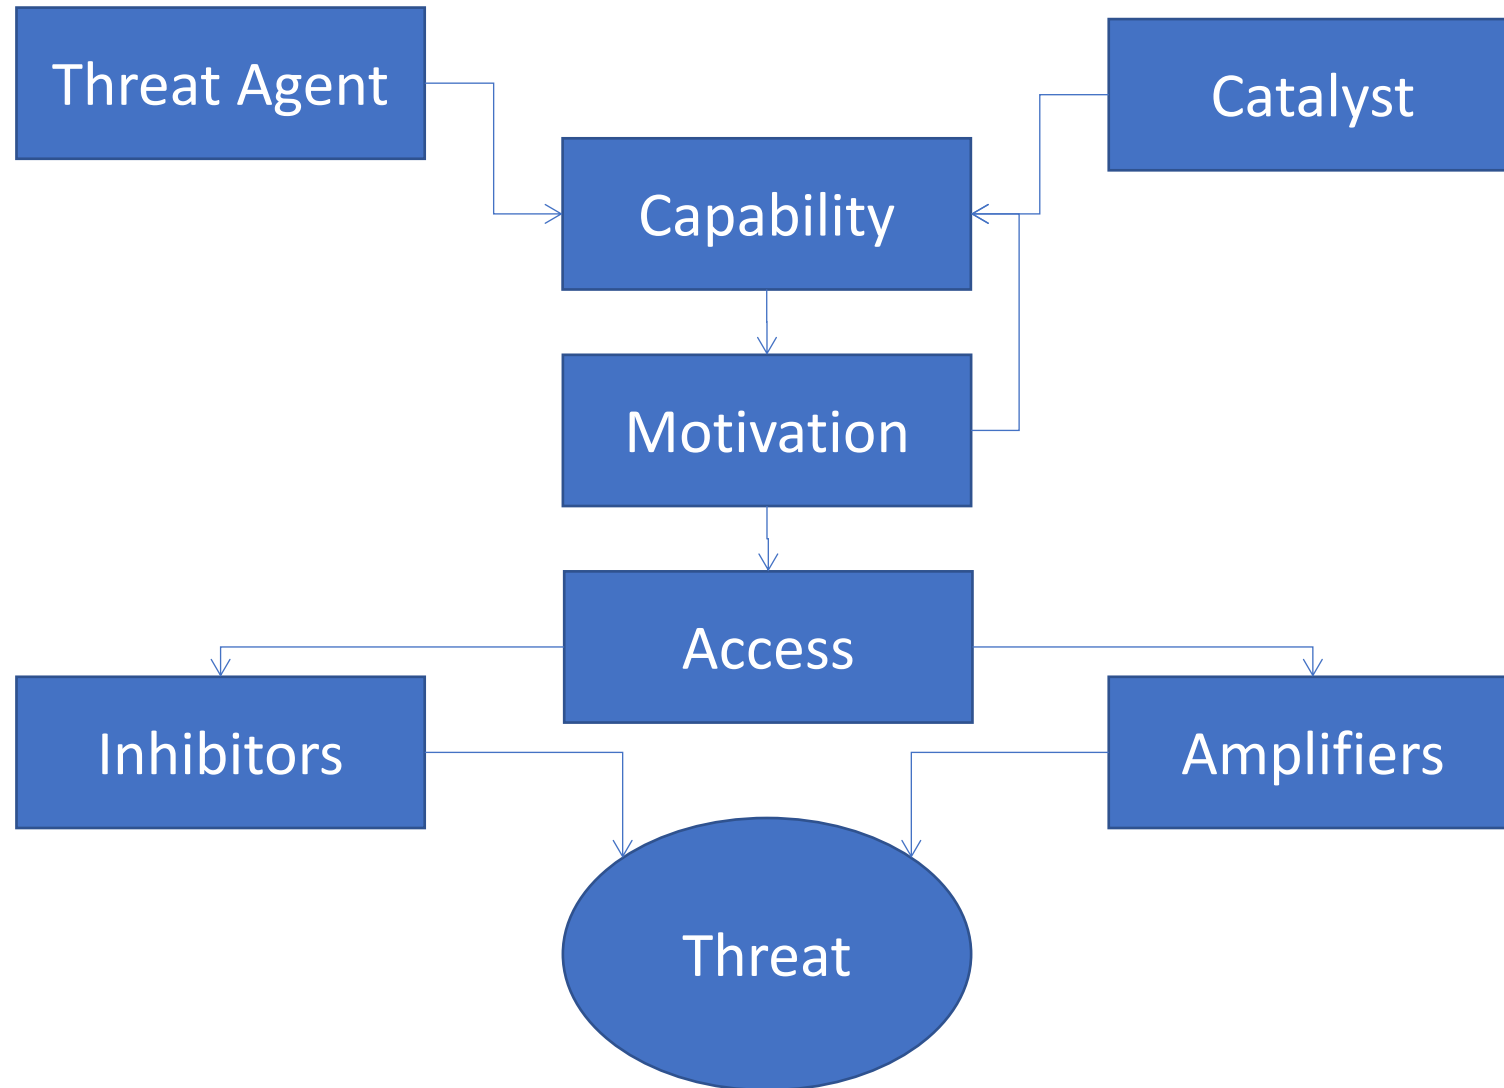 Threat Agent
Catalyst
Capability
Motivation
Access
Inhibitors
Amplifiers
Threat